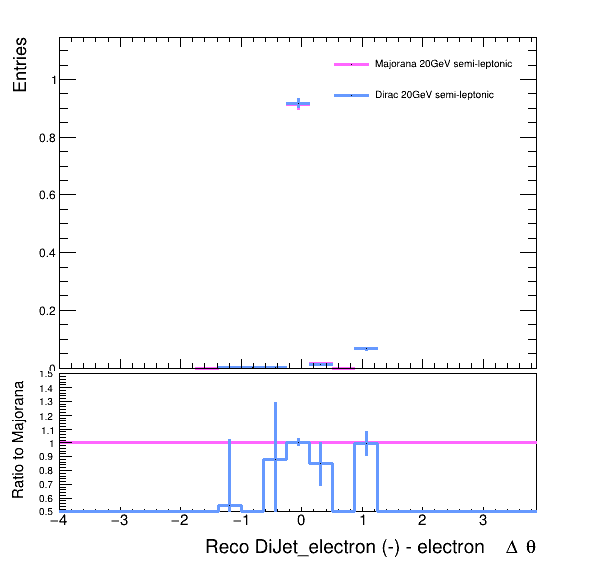 Entries
Majorana 20GeV semi-leptonic
Dirac 20GeV semi-leptonic
1
0.8
0.6
0.4
0.2
0
Ratio to Majorana
1.5
1.4
1.3
1.2
1.1
1
0.9
0.8
0.7
0.6
0.5
−4 −3 −2 −1 0 1 2 3
Reco DiJet_electron (-) - electron Δ θ